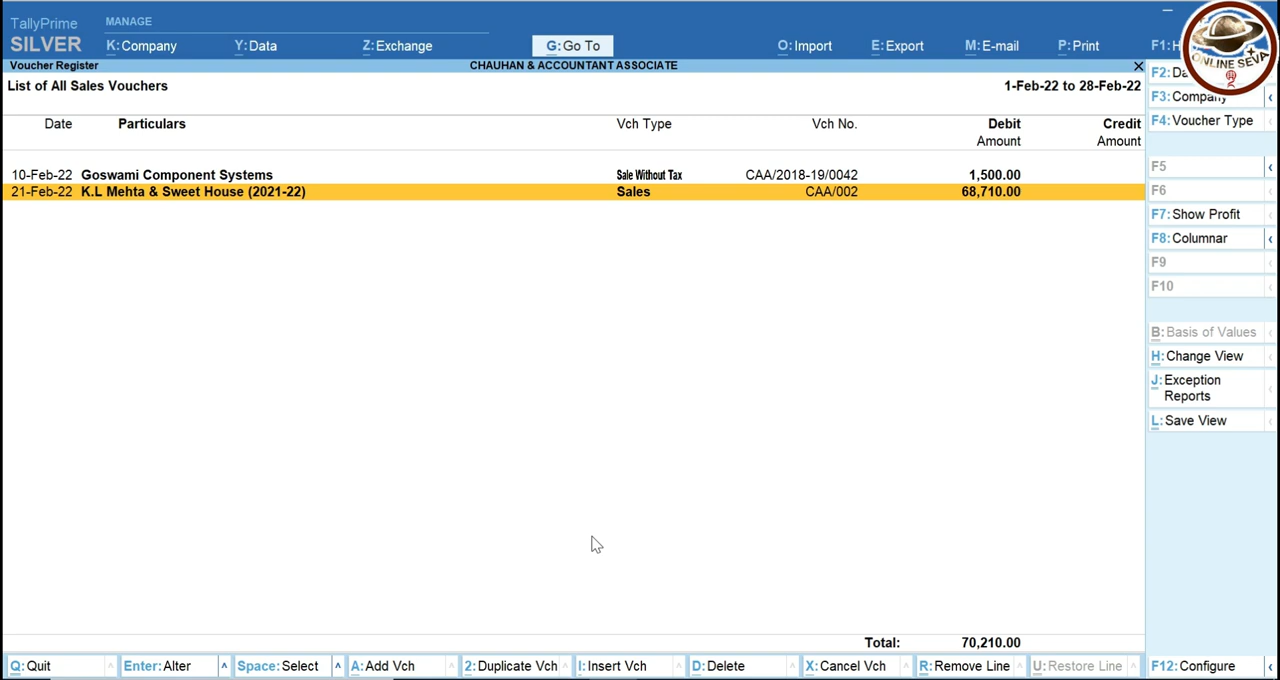 TallyPrime MANAGE
SILVER K:Company Y:Data Z:Exchange G:Go To O:Import E:Export M:E-mail P:Print F1:
Voucher Register CHAUHAN & ACCOUNTANT ASSOCIATE
List of All Sales Vouchers 1-Feb-22 to 28-Feb-22
Date Particulars Vch Type Vch No. Debit Credit
Amount Amount
10-Feb-22 Goswami Component Systems Sale Without Tax CAA/2018-19/0042 1,500.00
21-Feb-22 K.L Mehta & Sweet House (2021-22) Sales CAA/002 68,710.00
Total: 70,210.00
Q:Quit Enter:Alter Space:Select A:Add Vch 2:Duplicate Vch I:Insert Vch D:Delete X:Cancel Vch R:Remove Line U:Restore Line F12:Configure
ONLINE SEVA
F2:
F3:Company
F4:Voucher Type
F5
F6
F7:Show Profit
F8:Columnar
F9
F10
B:Basis of Values
H:Change View
J:Exception
Reports
L:Save View